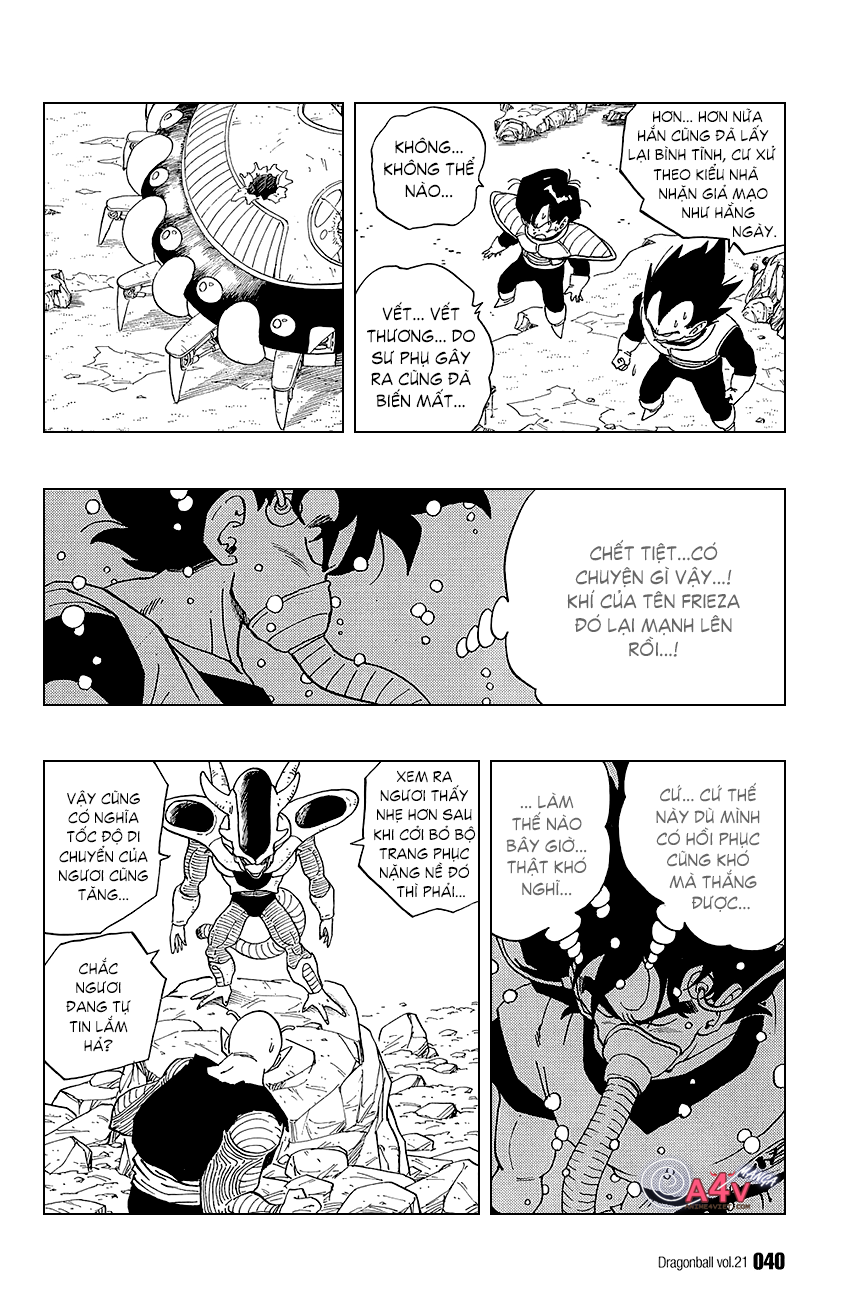 HƠN... HƠN NỮA
HẮN CŨNG ĐÃ LẤY
LẠI BÌNH TĨNH, CƯ XỬ
THEO KIỂU NHÃ
NHẶN GIẢ MẠO
NHƯ HẰNG
NGÀY.
KHÔNG...
KHÔNG THỂ
NÀO...
VẾT... VẾT
THƯƠNG... DO
SƯ PHỤ GÂY
RA CŨNG ĐÃ
BIẾN MẤT...
CHẾT TIỆT...CÓ
CHUYỆN GÌ VẬY...!
KHÍ CỦA TÊN FRIEZA
ĐÓ LẠI MẠNH LÊN
RỒI...!
CỨ... CỨ THẾ
NÀY DÙ MÌNH
CÓ HỒI PHỤC
CŨNG KHÓ
MÀ THẮNG
ĐƯỢC...
... LÀM
THẾ NÀO
BÂY GIỜ...
THẬT KHÓ
NGHĨ...
XEM RA
NGƯƠI THẤY
NHẸ HƠN SAU
KHI CỞI BỎ BỘ
TRANG PHỤC
NẶNG NỀ ĐÓ
THÌ PHẢI...
VẬY CŨNG
CÓ NGHĨA
TỐC ĐỘ DI
CHUYỂN CỦA
NGƯƠI CŨNG
TĂNG...
CHẮC
NGƯƠI
ĐANG TỰ
TIN LẮM
HẢ?
A4V
ANIME4VIET.COM
Dragonball vol.21 040